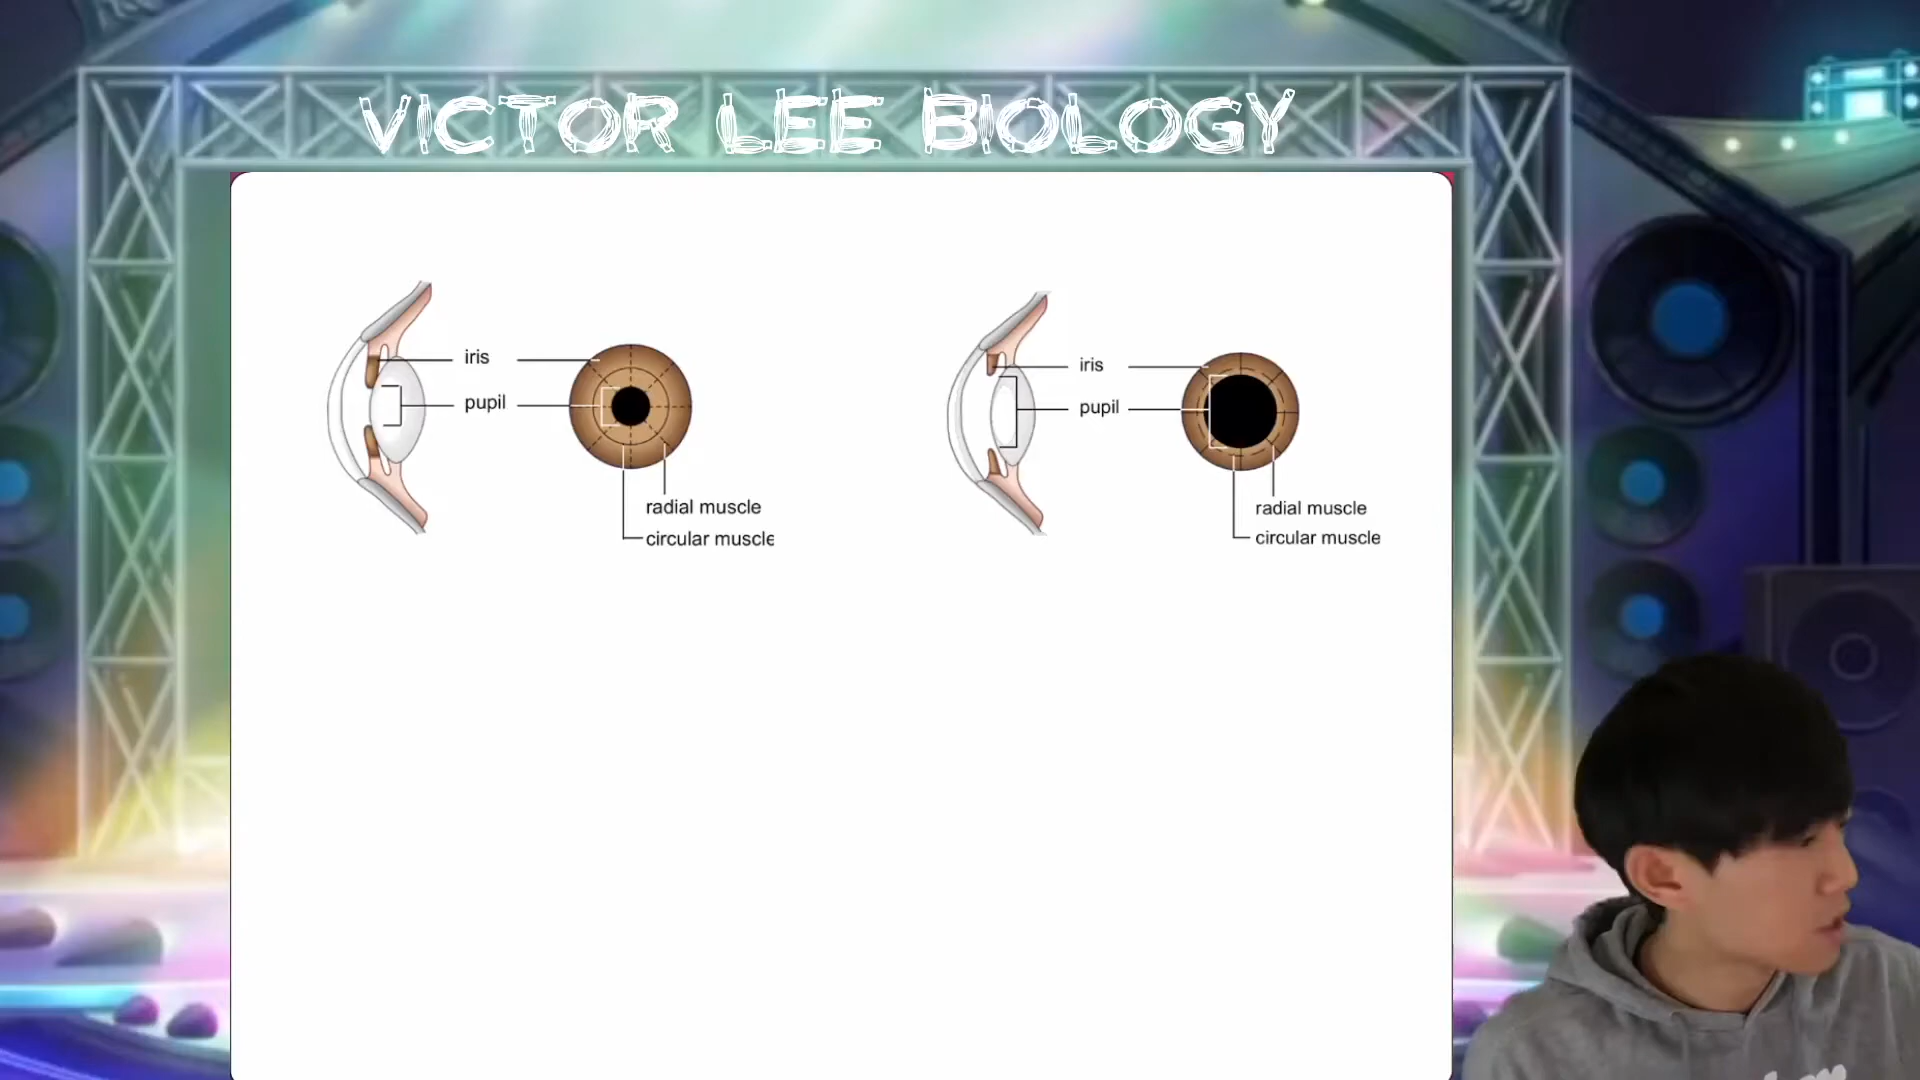 VICTOR LEE BIOLOGY
iris
pupil
radial muscle
circular muscle
iris
pupil
radial muscle
circular muscle